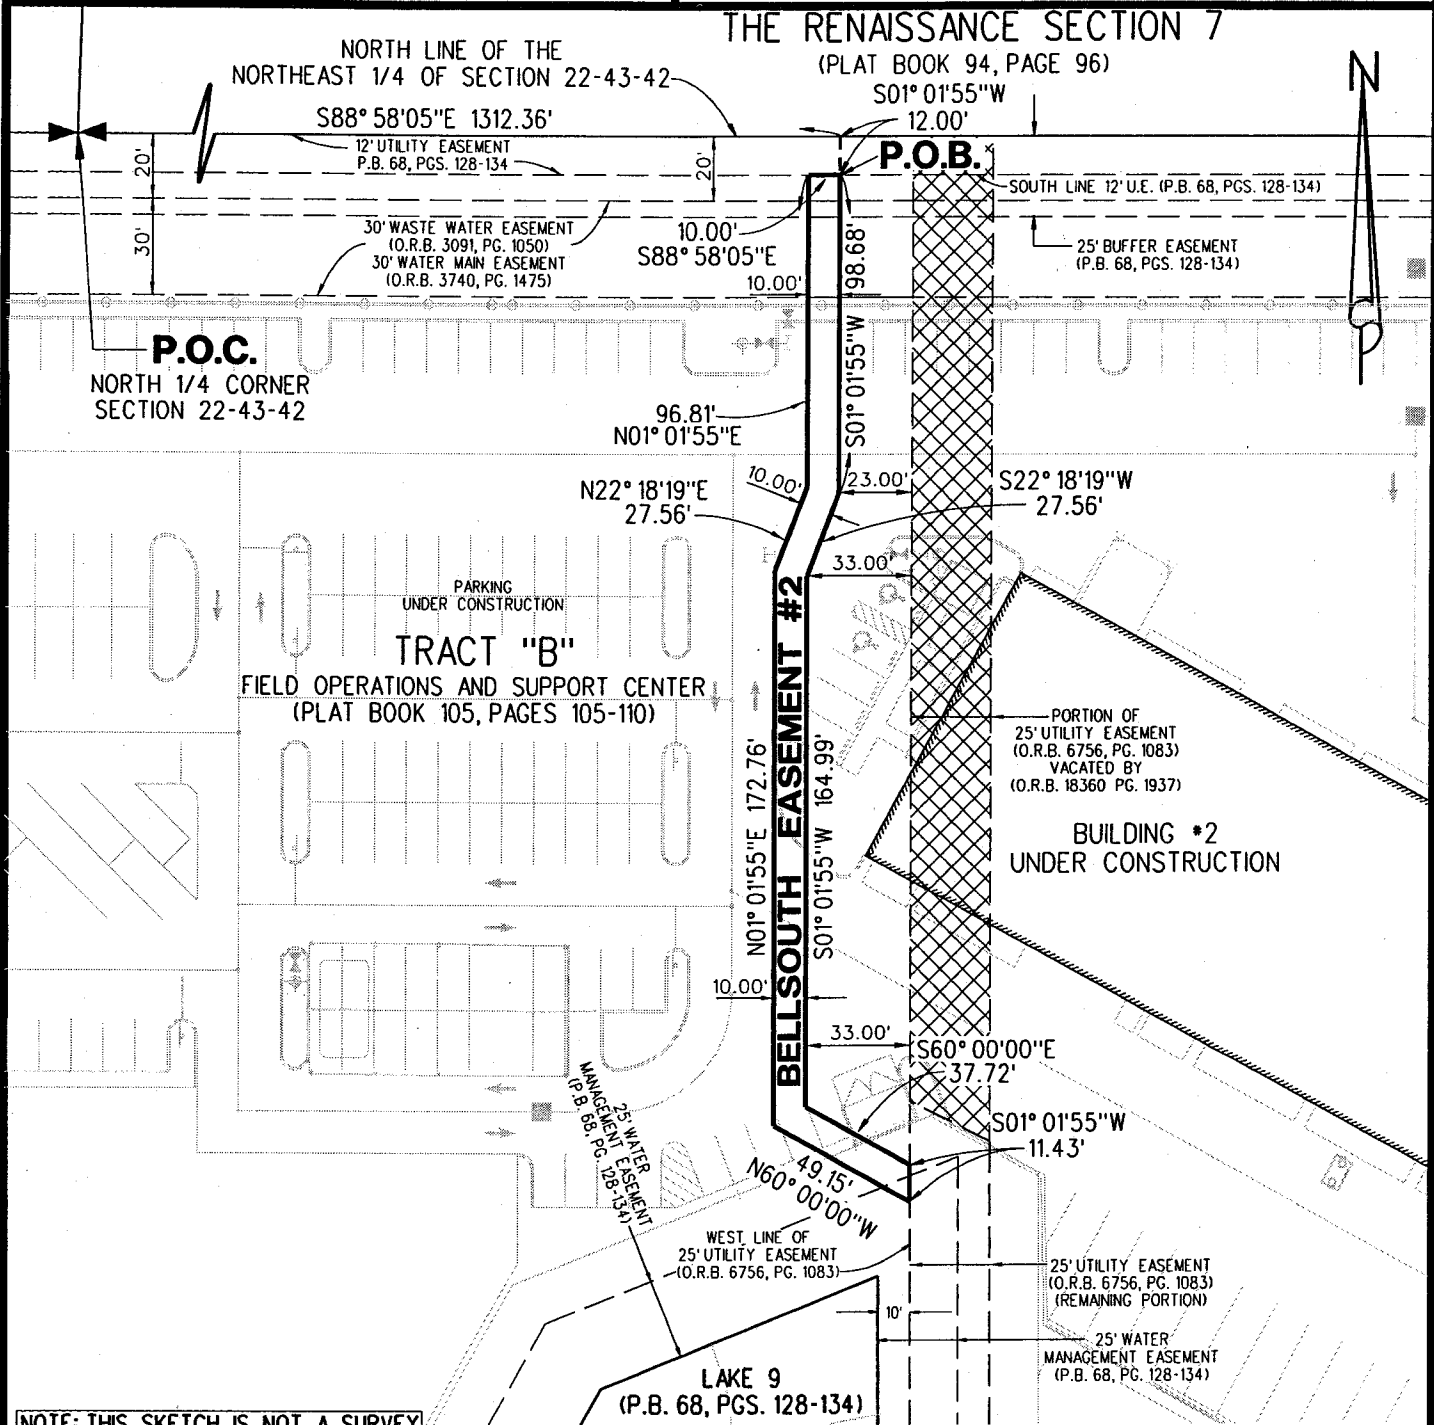 THE RENAISSANCE SECTION 7
(PLAT BOOK 94, PAGE 96)
NORTH LINE OF THE
NORTHEAST 1/4 OF SECTION 22-43-42
S88° 58'05"E 1312.36'
S01° 01'55"W
12.00'
N
12' UTILITY EASEMENT
P.B. 68, PGS. 128-134
20'
20'
P.O.B.
SOUTH LINE 12' U.E. (P.B. 68, PGS. 128-134)
30'
30' WASTE WATER EASEMENT
(O.R.B. 3091, PG. 1050)
30' WATER MAIN EASEMENT
(O.R.B. 3740, PG. 1475)
10.00'
S88° 58'05"E
25' BUFFER EASEMENT
(P.B. 68, PGS. 128-134)
10.00'
S01° 01'55"W 98.68'
P.O.C.
NORTH 1/4 CORNER
SECTION 22-43-42
96.81'
N01° 01'55"E
10.00'
23.00'
N22° 18'19"E
27.56'
S22° 18'19"W
27.56'
33.00'
PARKING
UNDER CONSTRUCTION
TRACT "B"
FIELD OPERATIONS AND SUPPORT CENTER
(PLAT BOOK 105, PAGES 105-110)
BELLSOUTH EASEMENT #2
N01° 01'55"E 172.76'
S01° 01'55"W 164.99'
PORTION OF
25' UTILITY EASEMENT
(O.R.B. 6756, PG. 1083)
VACATED BY
(O.R.B. 18360 PG. 1937)
BUILDING #2
UNDER CONSTRUCTION
10.00'
33.00'
S60° 00'00"E
37.72'
S01° 01'55"W
11.43'
25' WATER
MANAGEMENT EASEMENT
(P.B. 68, PG. 128-134)
49.15'
N60° 00'00"W
WEST LINE OF
25' UTILITY EASEMENT
(O.R.B. 6756, PG. 1083)
25' UTILITY EASEMENT
(O.R.B. 6756, PG. 1083)
(REMAINING PORTION)
10'
25' WATER
MANAGEMENT EASEMENT
(P.B. 68, PG. 128-134)
LAKE 9
(P.B. 68, PGS. 128-134)
NOTE: THIS SKETCH IS NOT A SURVEY